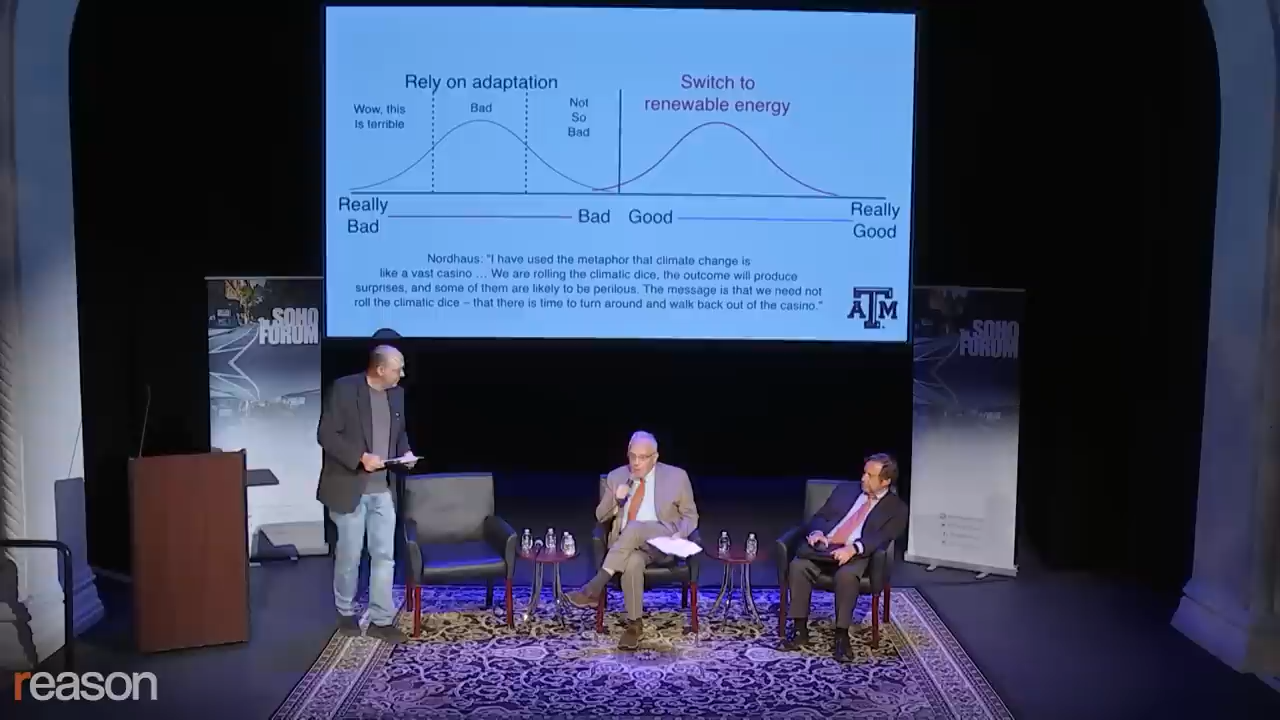 Rely on adaptation
Switch to
renewable energy
Wow, this
Is terrible
Bad
Not
So
Bad
Really
Bad
Bad
Good
Really
Good
Nordhaus: "I have used the metaphor that climate change is
like a vast casino … We are rolling the climatic dice, the outcome will produce
surprises, and some of them are likely to be perilous. The message is that we need not
roll the climatic dice – that there is time to turn around and walk back out of the casino."
ATM
SOHO
FORUM
SOHO
FORUM
reason